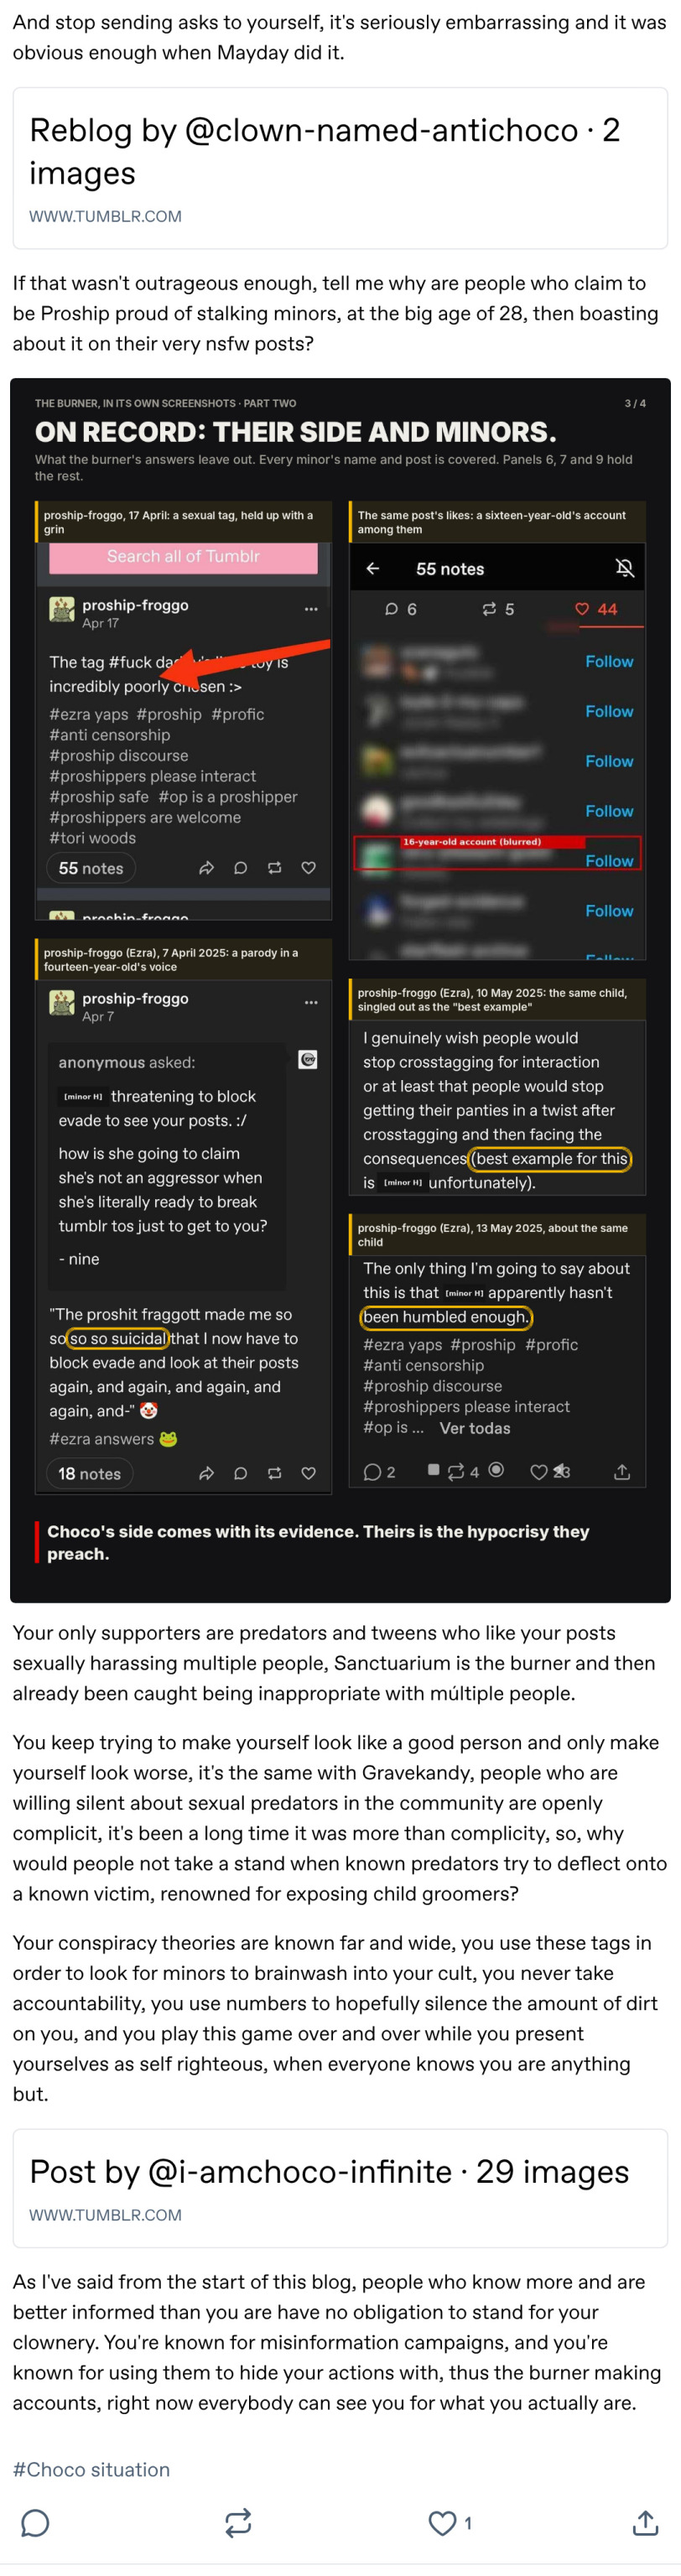 And stop sending asks to yourself, it's seriously embarrassing and it was
obvious enough when Mayday did it.
Reblog by @clown-named-antichoco · 2
images
WWW.TUMBLR.COM
If that wasn't outrageous enough, tell me why are people who claim to
be Proship proud of stalking minors, at the big age of 28, then boasting
about it on their very nsfw posts?
THE BURNER, IN ITS OWN SCREENSHOTS · PART TWO
3 / 4
ON RECORD: THEIR SIDE AND MINORS.
What the burner's answers leave out. Every minor's name and post is covered. Panels 6, 7 and 9 hold
the rest.
proship-froggo, 17 April: a sexual tag, held up with a
grin
Search all of Tumblr
proship-froggo
Apr 17
The tag #fuck toy is
incredibly poorly chosen :>
#ezra yaps #proship #profic
#anti censorship
#proship discourse
#proshippers please interact
#proship safe #op is a proshipper
#proshippers are welcome
#tori woods
55 notes
proship-froggo
The same post's likes: a sixteen-year-old's account
among them
55 notes
6
5
44
Follow
Follow
Follow
Follow
16-year-old account (blurred)
Follow
Follow
Follow
proship-froggo (Ezra), 7 April 2025: a parody in a
fourteen-year-old's voice
proship-froggo
Apr 7
anonymous asked:
[minor H] threatening to block
evade to see your posts. :/
how is she going to claim
she's not an aggressor when
she's literally ready to break
tumblr tos just to get to you?
- nine
"The proshit fraggott made me so
so so so suicidal that I now have to
block evade and look at their posts
again, and again, and again, and
again, and-" 🤡
#ezra answers 🐸
18 notes
proship-froggo (Ezra), 10 May 2025: the same child,
singled out as the "best example"
I genuinely wish people would
stop crosstagging for interaction
or at least that people would stop
getting their panties in a twist after
crosstagging and then facing the
consequences (best example for this
is [minor H] unfortunately).
proship-froggo (Ezra), 13 May 2025, about the same
child
The only thing I'm going to say about
this is that [minor H] apparently hasn't
been humbled enough.
#ezra yaps #proship #profic
#anti censorship
#proship discourse
#proshippers please interact
#op is ... Ver todas
2
4
Choco's side comes with its evidence. Theirs is the hypocrisy they
preach.
Your only supporters are predators and tweens who like your posts
sexually harassing multiple people, Sanctuarium is the burner and then
already been caught being inappropriate with múltiple people.
You keep trying to make yourself look like a good person and only make
yourself look worse, it's the same with Gravekandy, people who are
willing silent about sexual predators in the community are openly
complicit, it's been a long time it was more than complicity, so, why
would people not take a stand when known predators try to deflect onto
a known victim, renowned for exposing child groomers?
Your conspiracy theories are known far and wide, you use these tags in
order to look for minors to brainwash into your cult, you never take
accountability, you use numbers to hopefully silence the amount of dirt
on you, and you play this game over and over while you present
yourselves as self righteous, when everyone knows you are anything
but.
Post by @i-amchoco-infinite · 29 images
WWW.TUMBLR.COM
As I've said from the start of this blog, people who know more and are
better informed than you are have no obligation to stand for your
clownery. You're known for misinformation campaigns, and you're
known for using them to hide your actions with, thus the burner making
accounts, right now everybody can see you for what you actually are.
#Choco situation
1